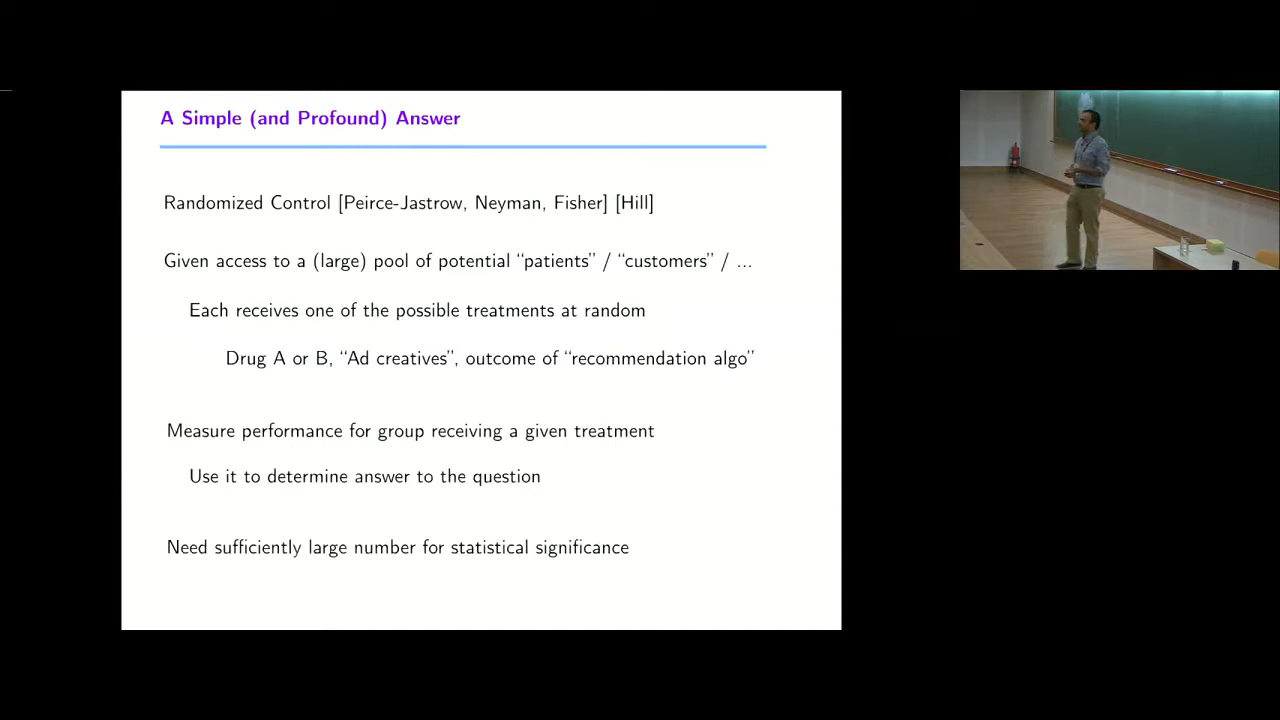 A Simple (and Profound) Answer
Randomized Control [Peirce-Jastrow, Neyman, Fisher] [Hill]
Given access to a (large) pool of potential “patients” / “customers” / ...
Each receives one of the possible treatments at random
Drug A or B, “Ad creatives”, outcome of “recommendation algo”
Measure performance for group receiving a given treatment
Use it to determine answer to the question
Need sufficiently large number for statistical significance